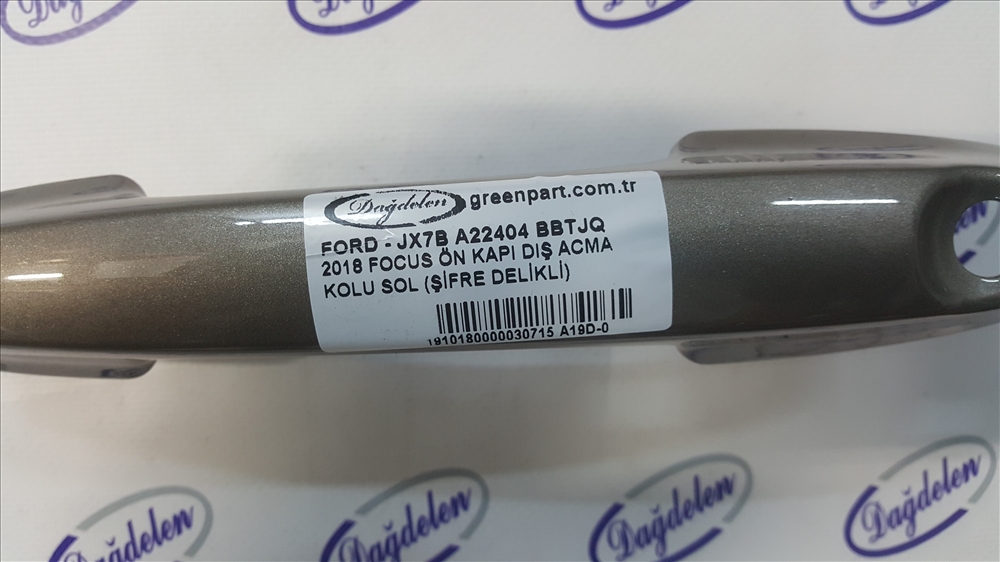 Dağdelen greenpart.com.tr
FORD - JX7B A22404 BBTJQ
2018 FOCUS ÖN KAPI DIŞ ACMA
KOLU SOL (ŞİFRE DELİKLİ)
1910180000030715 A19D-0
Dağdelen
Dağdelen
Dağdelen
Dağdelen